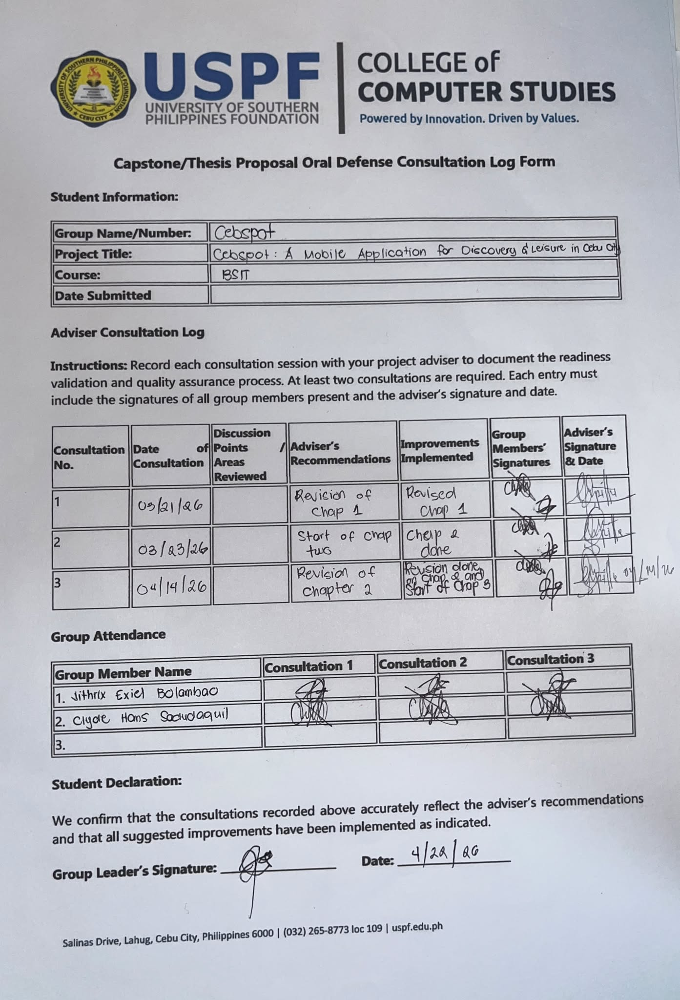 UNIVERSITY OF SOUTHERN PHILIPPINES FOUNDATION
CEBU CITY
USPF
UNIVERSITY OF SOUTHERN
PHILIPPINES FOUNDATION
COLLEGE of
COMPUTER STUDIES
Powered by Innovation. Driven by Values.
Capstone/Thesis Proposal Oral Defense Consultation Log Form
Student Information:
Group Name/Number: Cebspot
Project Title: Cebspot: A Mobile Application for Discovery & Leisure in Cebu City
Course: BSIT
Date Submitted
Adviser Consultation Log
Instructions: Record each consultation session with your project adviser to document the readiness
validation and quality assurance process. At least two consultations are required. Each entry must
include the signatures of all group members present and the adviser's signature and date.
Consultation No.
Date of Consultation
Discussion Points / Areas Reviewed
Adviser's Recommendations
Improvements Implemented
Group Members' Signatures
Adviser's Signature & Date
1
03/21/26
Revision of
Chap 1
Revised
Chap 1
2
03/23/26
Start of chap
two
Chap 2
done
3
04/14/26
Revision of
chapter 2
Revision done
on Chap 2 and
Start of Chap 3
04/14/26
Group Attendance
Group Member Name Consultation 1 Consultation 2 Consultation 3
1. Jithrix Exiel Bolambao
2. Clyde Hans Saludaquil
3.
Student Declaration:
We confirm that the consultations recorded above accurately reflect the adviser's recommendations
and that all suggested improvements have been implemented as indicated.
Group Leader's Signature: Date: 4/22/26
Salinas Drive, Lahug, Cebu City, Philippines 6000 | (032) 265-8773 loc 109 | uspf.edu.ph